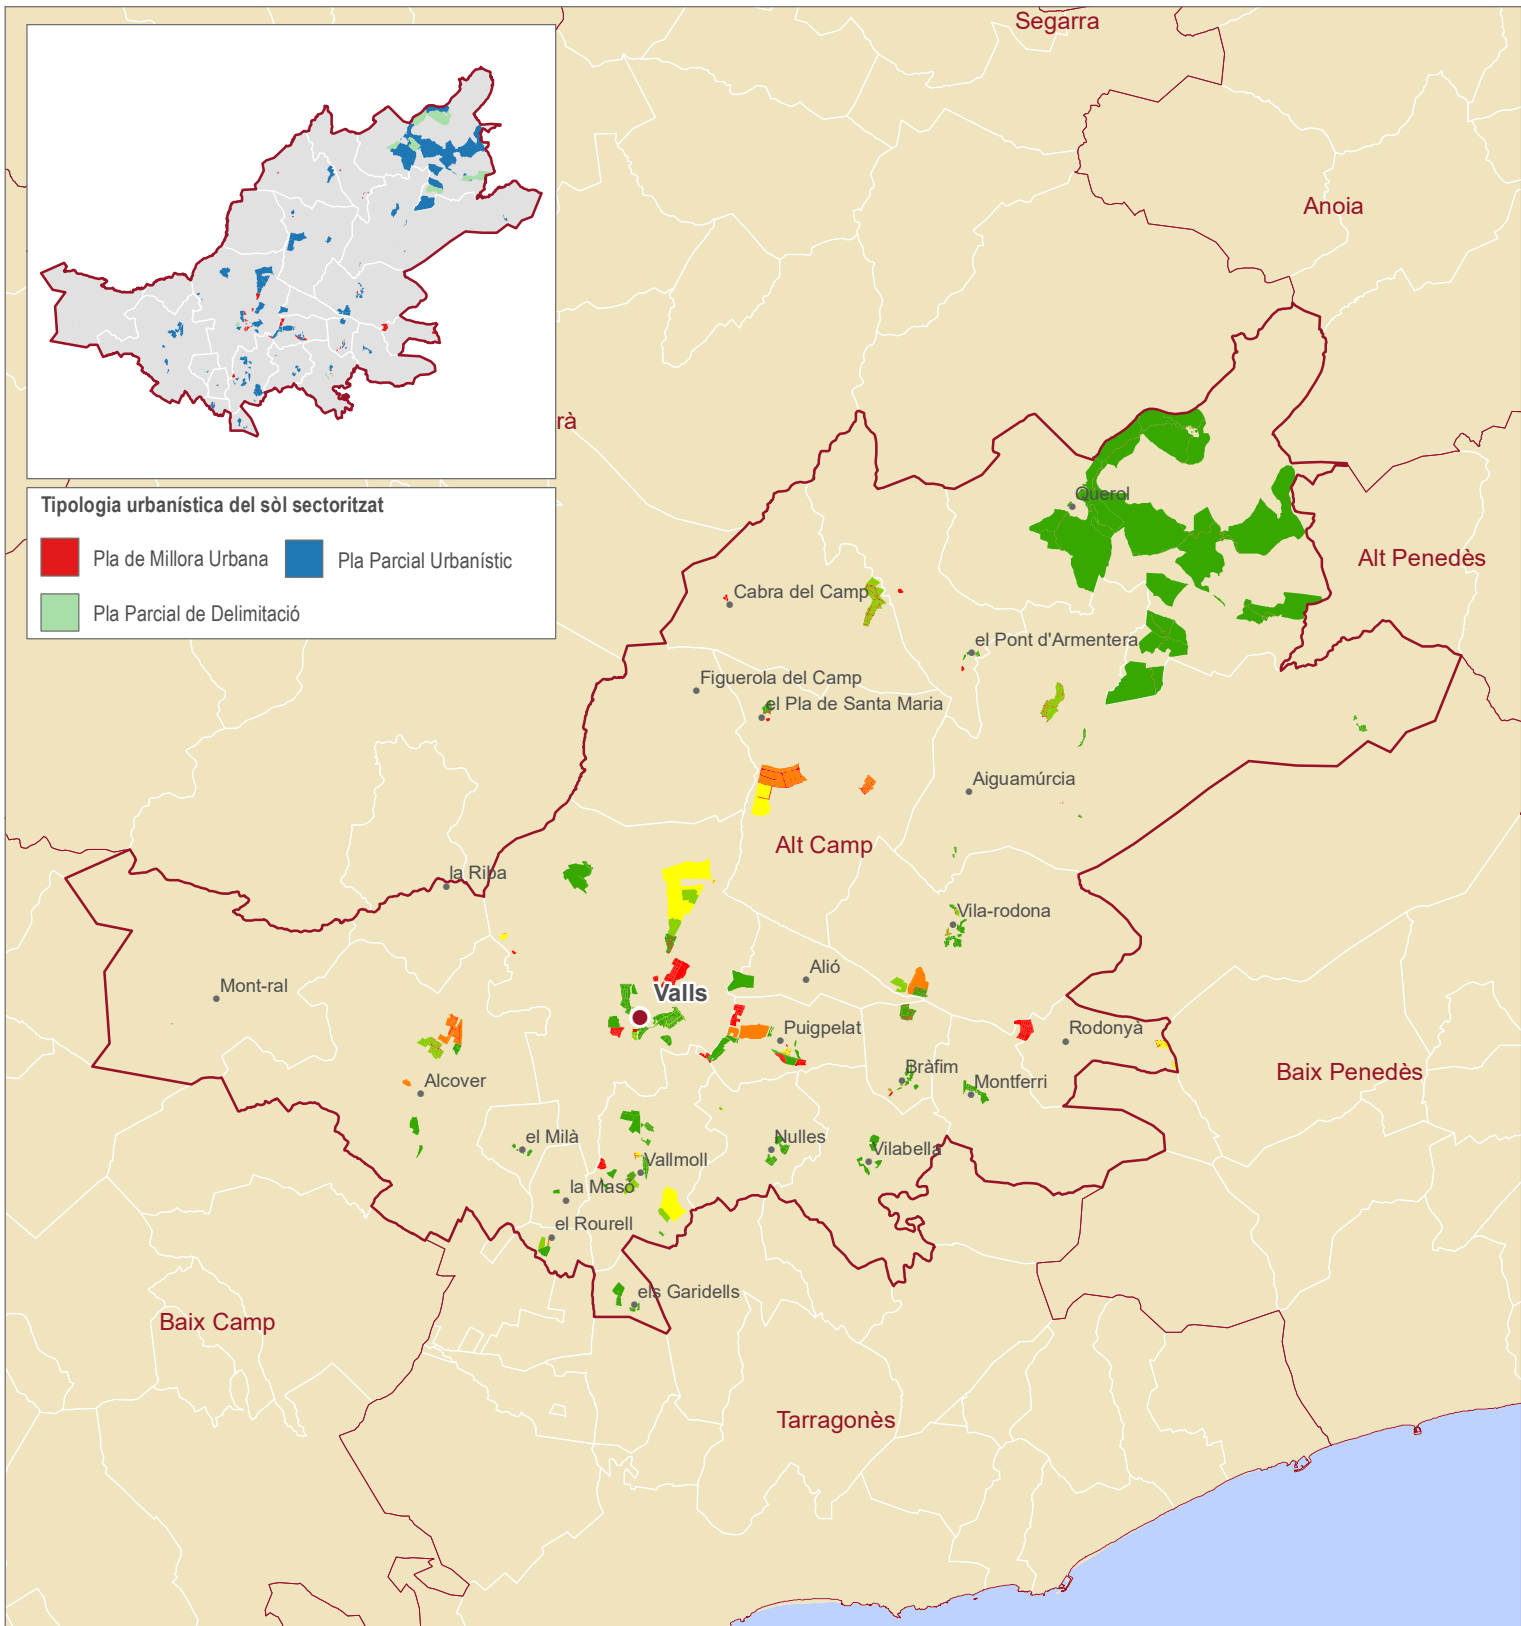 Segarra
Anoia
rà
Tipologia urbanística del sòl sectoritzat
Pla de Millora Urbana
Pla Parcial Urbanístic
Pla Parcial de Delimitació
Querol
Alt Penedès
Cabra del Camp
el Pont d'Armentera
Figuerola del Camp
el Pla de Santa Maria
Aiguamúrcia
Alt Camp
la Riba
Vila-rodona
Alió
Mont-ral
Valls
Puigpelat
Rodonyà
Bràfim
Baix Penedès
Alcover
Montferri
el Milà
Nulles
Vilabella
Vallmoll
la Masó
el Rourell
els Garidells
Baix Camp
Tarragonès